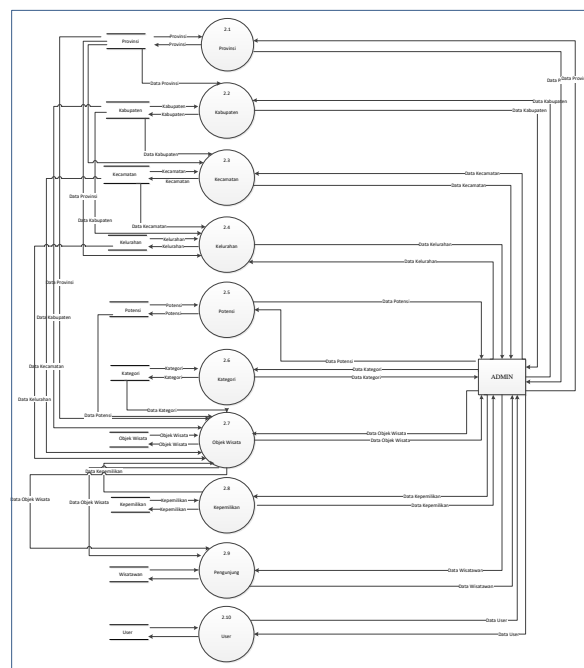 2.1
Provinsi
Provinsi
Provinsi
Provinsi
Data Provinsi
Data Provinsi
Data Kabupaten
Data Kabupaten
2.2
Kabupaten
Kabupaten
Kabupaten
Kabupaten
Data Kabupaten
2.3
Kecamatan
Kecamatan
Kecamatan
Kecamatan
Data Kecamatan
Data Kecamatan
Data Provinsi
Data Kabupaten
Data Kecamatan
2.4
Kelurahan
Kelurahan
Kelurahan
Kelurahan
Data Kelurahan
Data Kelurahan
Data Provinsi
2.5
Potensi
Potensi
Potensi
Potensi
Data Potensi
Data Potensi
Data Kabupaten
2.6
Kategori
Kategori
Kategori
Kategori
Data Kategori
Data Kategori
ADMIN
Data Kecamatan
Data Kelurahan
Data Kategori
Data Potensi
2.7
Objek Wisata
Objek Wisata
Objek Wisata
Objek Wisata
Data Objek Wisata
Data Objek Wisata
Data Kepemilikan
Data Objek Wisata
Data Objek Wisata
2.8
Kepemilikan
Kepemilikan
Kepemilikan
Kepemilikan
Data Kepemilikan
Data Kepemilikan
2.9
Pengunjung
Wisatawan
Data Wisatawan
Data Wisatawan
2.10
User
User
Data User
Data User